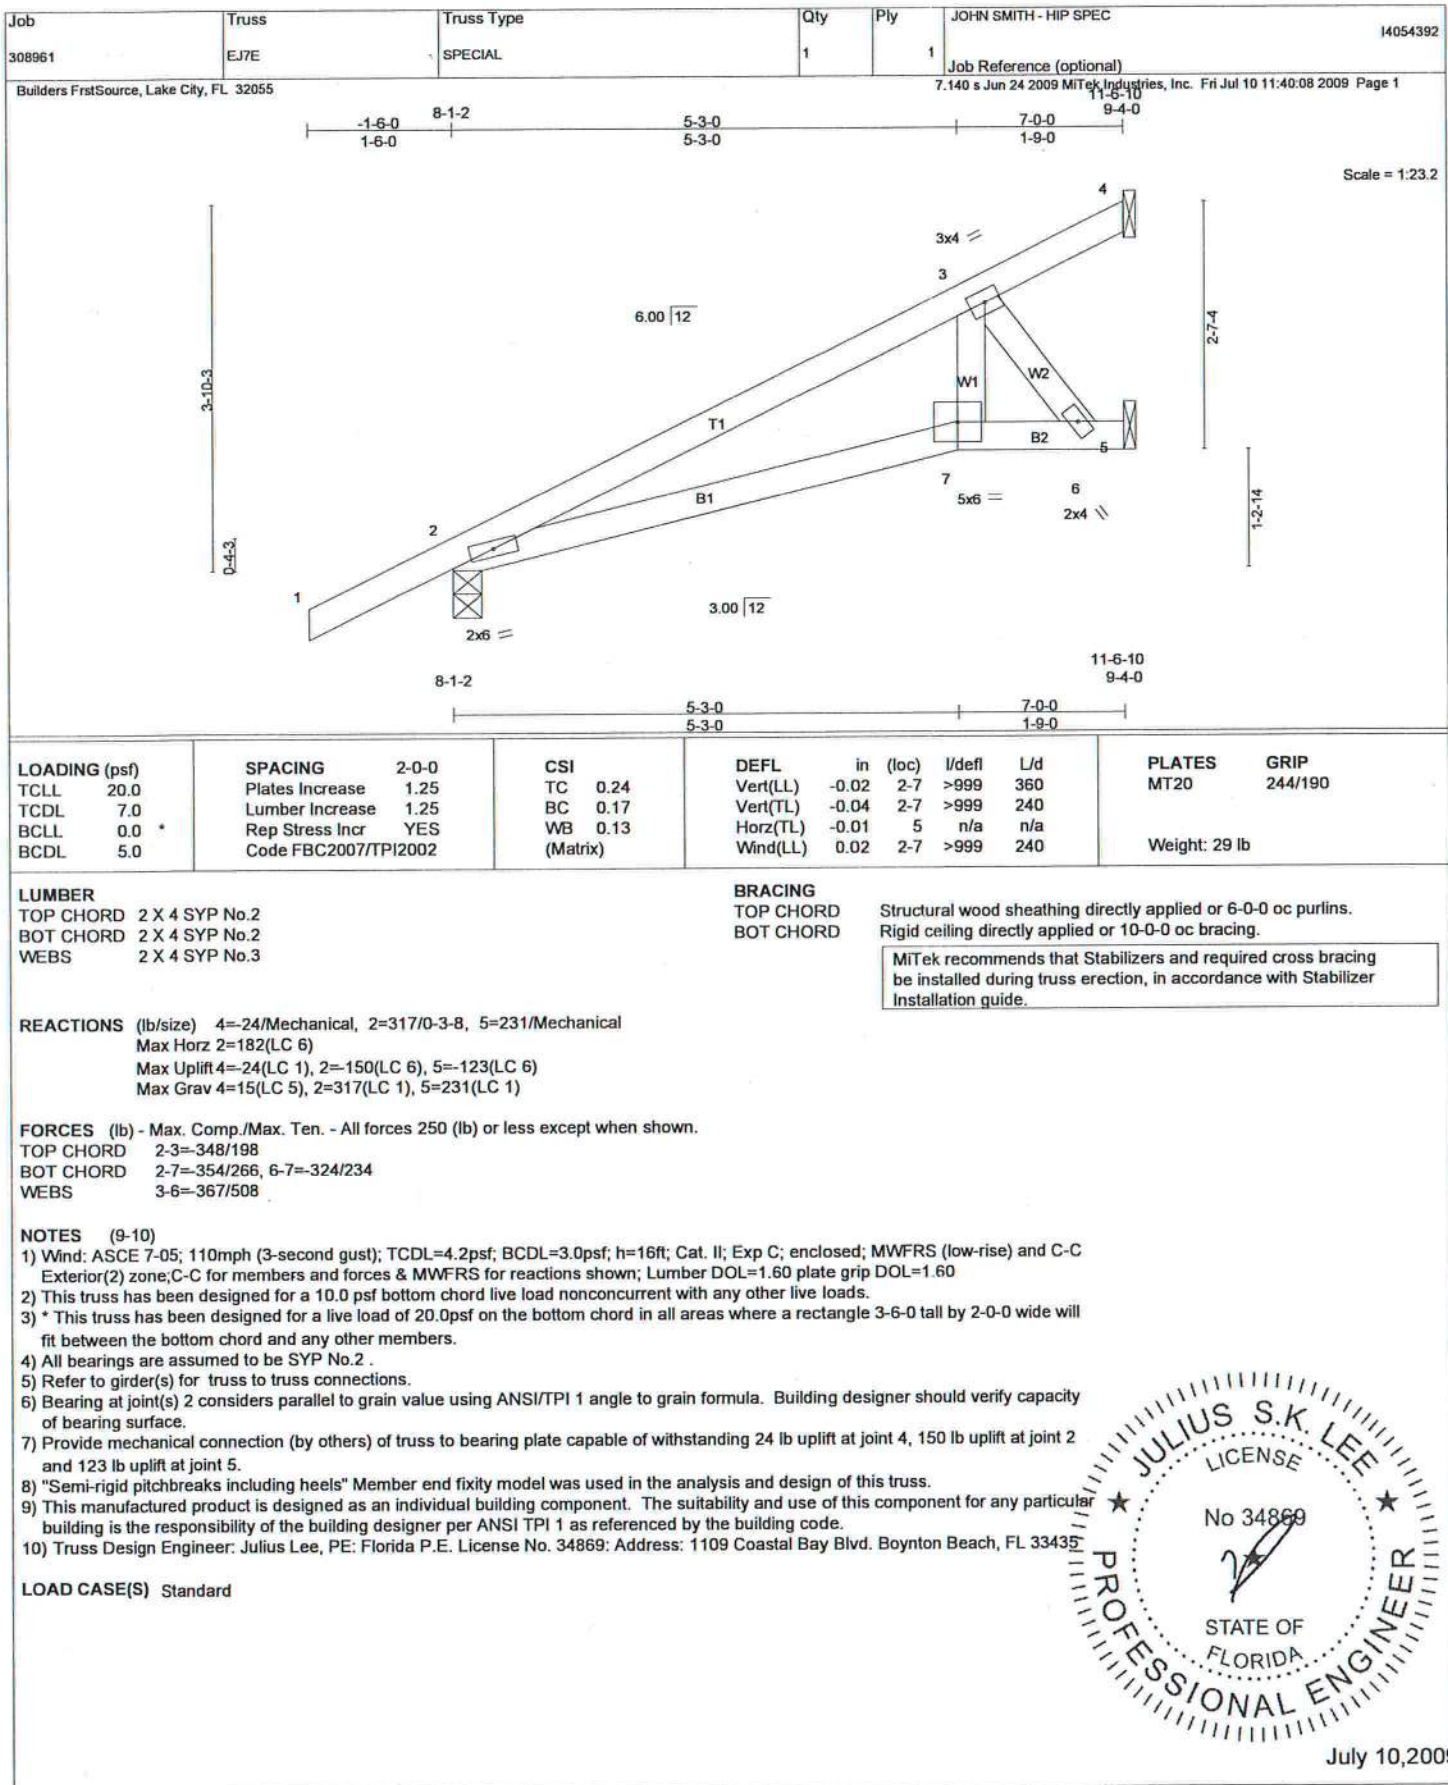 Job Truss Truss Type Qty Ply JOHN SMITH - HIP SPEC
I4054392
308961 EJ7E SPECIAL 1 1
Job Reference (optional)
Builders FrstSource, Lake City, FL 32055 7.140 s Jun 24 2009 MiTek Industries, Inc. Fri Jul 10 11:40:08 2009 Page 1
11-6-10
-1-6-0 8-1-2 5-3-0 7-0-0 9-4-0
1-6-0 5-3-0 1-9-0
Scale = 1:23.2
4
3x4 =
3
6.00 12
2-7-4
3-10-3
W1 W2
T1
B2
5
B1
7
5x6 =
6
2x4 \\
1-2-14
2
0-4-3
1
3.00 12
2x6 =
11-6-10
8-1-2 9-4-0
5-3-0 7-0-0
5-3-0 1-9-0
LOADING (psf)
TCLL 20.0
TCDL 7.0
BCLL 0.0 *
BCDL 5.0
SPACING 2-0-0
Plates Increase 1.25
Lumber Increase 1.25
Rep Stress Incr YES
Code FBC2007/TPI2002
CSI
TC 0.24
BC 0.17
WB 0.13
(Matrix)
DEFL in (loc) l/defl L/d
Vert(LL) -0.02 2-7 >999 360
Vert(TL) -0.04 2-7 >999 240
Horz(TL) -0.01 5 n/a n/a
Wind(LL) 0.02 2-7 >999 240
PLATES GRIP
MT20 244/190
Weight: 29 lb
LUMBER
TOP CHORD 2 X 4 SYP No.2
BOT CHORD 2 X 4 SYP No.2
WEBS 2 X 4 SYP No.3
BRACING
TOP CHORD Structural wood sheathing directly applied or 6-0-0 oc purlins.
BOT CHORD Rigid ceiling directly applied or 10-0-0 oc bracing.
MiTek recommends that Stabilizers and required cross bracing
be installed during truss erection, in accordance with Stabilizer
Installation guide.
REACTIONS (lb/size) 4=-24/Mechanical, 2=317/0-3-8, 5=231/Mechanical
Max Horz 2=182(LC 6)
Max Uplift 4=-24(LC 1), 2=-150(LC 6), 5=-123(LC 6)
Max Grav 4=15(LC 5), 2=317(LC 1), 5=231(LC 1)
FORCES (lb) - Max. Comp./Max. Ten. - All forces 250 (lb) or less except when shown.
TOP CHORD 2-3=-348/198
BOT CHORD 2-7=-354/266, 6-7=-324/234
WEBS 3-6=-367/508
NOTES (9-10)
1) Wind: ASCE 7-05; 110mph (3-second gust); TCDL=4.2psf; BCDL=3.0psf; h=16ft; Cat. II; Exp C; enclosed; MWFRS (low-rise) and C-C
Exterior(2) zone;C-C for members and forces & MWFRS for reactions shown; Lumber DOL=1.60 plate grip DOL=1.60
2) This truss has been designed for a 10.0 psf bottom chord live load nonconcurrent with any other live loads.
3) * This truss has been designed for a live load of 20.0psf on the bottom chord in all areas where a rectangle 3-6-0 tall by 2-0-0 wide will
fit between the bottom chord and any other members.
4) All bearings are assumed to be SYP No.2 .
5) Refer to girder(s) for truss to truss connections.
6) Bearing at joint(s) 2 considers parallel to grain value using ANSI/TPI 1 angle to grain formula. Building designer should verify capacity
of bearing surface.
7) Provide mechanical connection (by others) of truss to bearing plate capable of withstanding 24 lb uplift at joint 4, 150 lb uplift at joint 2
and 123 lb uplift at joint 5.
8) "Semi-rigid pitchbreaks including heels" Member end fixity model was used in the analysis and design of this truss.
9) This manufactured product is designed as an individual building component. The suitability and use of this component for any particular
building is the responsibility of the building designer per ANSI TPI 1 as referenced by the building code.
10) Truss Design Engineer: Julius Lee, PE: Florida P.E. License No. 34869: Address: 1109 Coastal Bay Blvd. Boynton Beach, FL 33435
LOAD CASE(S) Standard
JULIUS S.K. LEE
LICENSE
No 34869
STATE OF
FLORIDA
PROFESSIONAL ENGINEER
July 10,2009